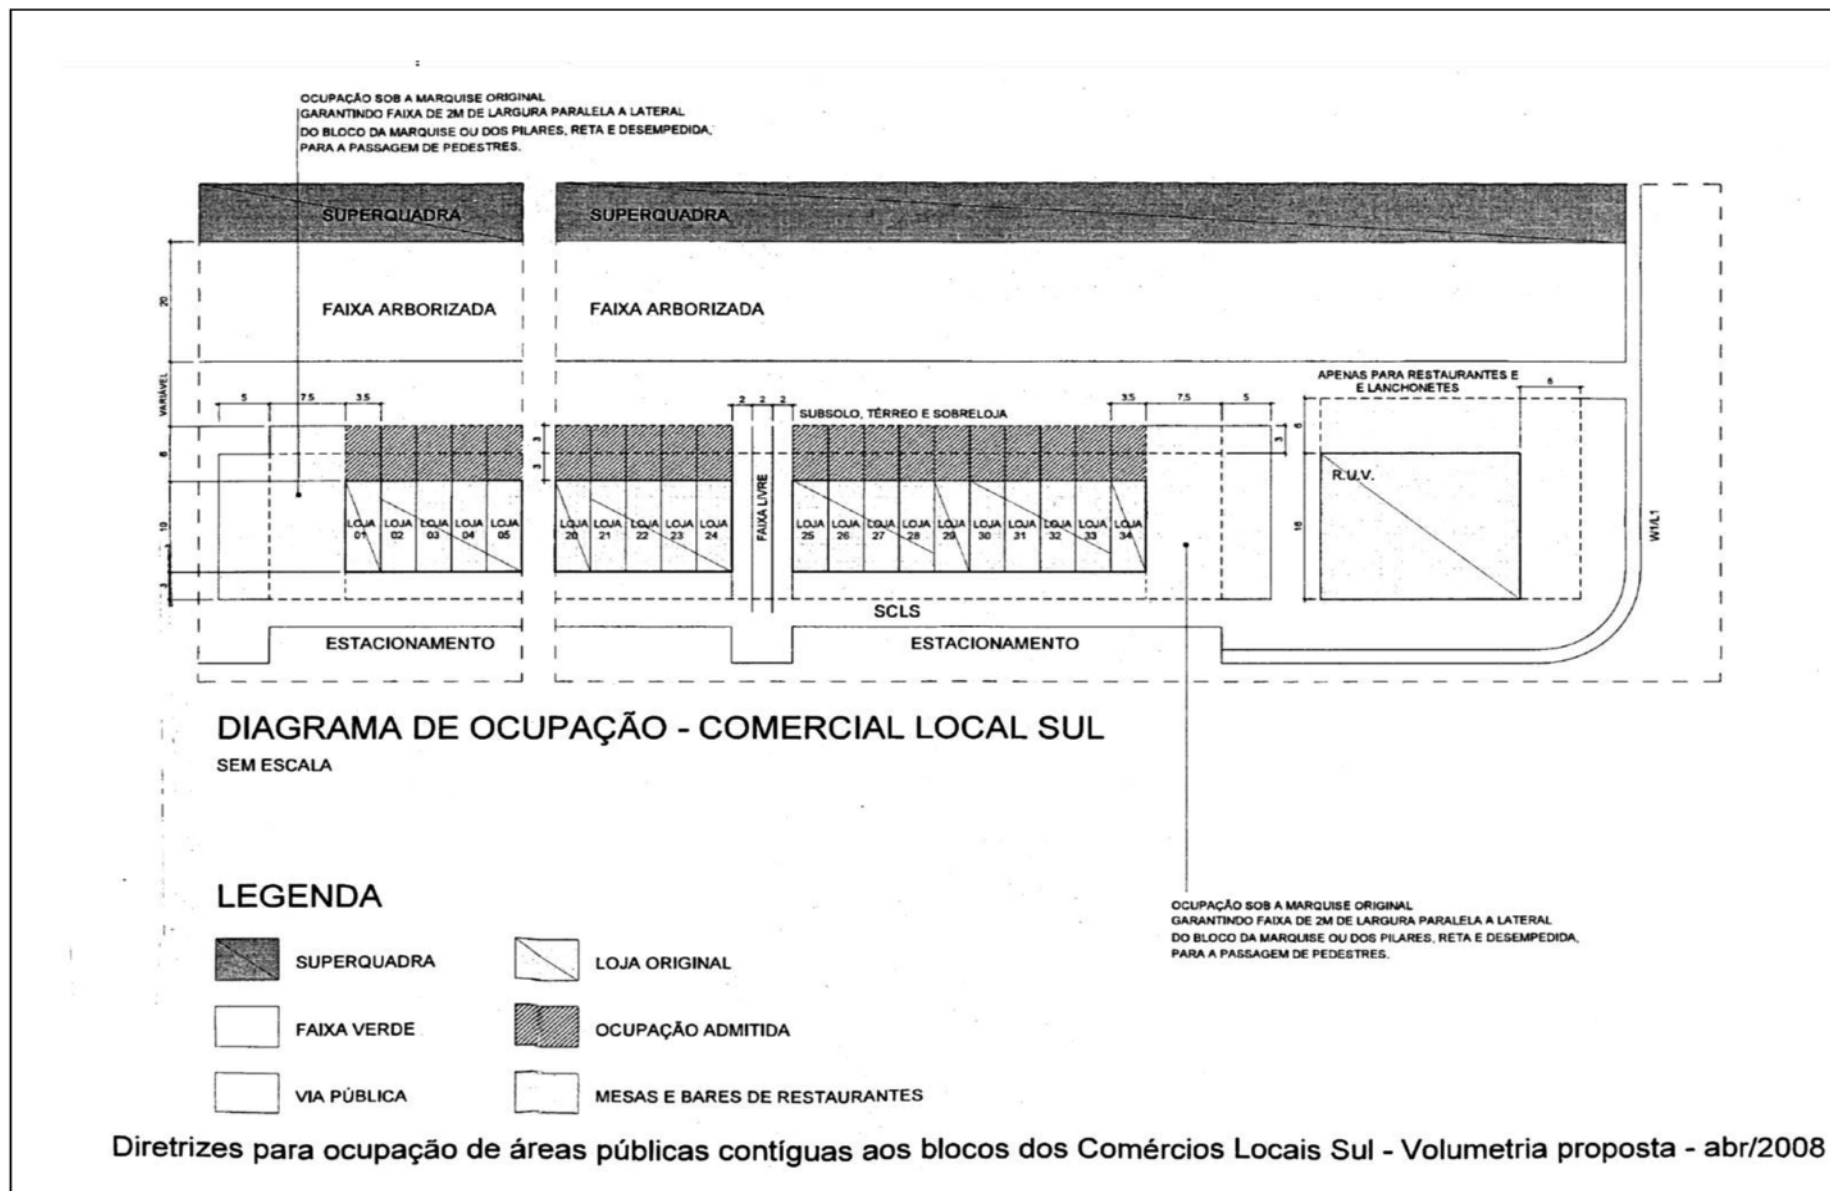 OCUPAÇÃO SOB A MARQUISE ORIGINAL
GARANTINDO FAIXA DE 2M DE LARGURA PARALELA A LATERAL
DO BLOCO DA MARQUISE OU DOS PILARES, RETA E DESEMPEDIDA,
PARA A PASSAGEM DE PEDESTRES.
SUPERQUADRA
SUPERQUADRA
20
FAIXA ARBORIZADA
FAIXA ARBORIZADA
VARIÁVEL
APENAS PARA RESTAURANTES E
E LANCHONETES
6
5 7.5 3.5
2 2 2
SUBSOLO, TÉRREO E SOBRELOJA
3.5 7.5 5
6
3
3
3
6
R.U.V.
FAIXA LIVRE
10
LOJA 01
LOJA 02
LOJA 03
LOJA 04
LOJA 05
LOJA 20
LOJA 21
LOJA 22
LOJA 23
LOJA 24
LOJA 25
LOJA 26
LOJA 27
LOJA 28
LOJA 29
LOJA 30
LOJA 31
LOJA 32
LOJA 33
LOJA 34
16
W1/L1
3
SCLS
ESTACIONAMENTO
ESTACIONAMENTO
DIAGRAMA DE OCUPAÇÃO - COMERCIAL LOCAL SUL
SEM ESCALA
LEGENDA
OCUPAÇÃO SOB A MARQUISE ORIGINAL
GARANTINDO FAIXA DE 2M DE LARGURA PARALELA A LATERAL
DO BLOCO DA MARQUISE OU DOS PILARES, RETA E DESEMPEDIDA,
PARA A PASSAGEM DE PEDESTRES.
SUPERQUADRA
LOJA ORIGINAL
FAIXA VERDE
OCUPAÇÃO ADMITIDA
VIA PÚBLICA
MESAS E BARES DE RESTAURANTES
Diretrizes para ocupação de áreas públicas contíguas aos blocos dos Comércios Locais Sul - Volumetria proposta - abr/2008